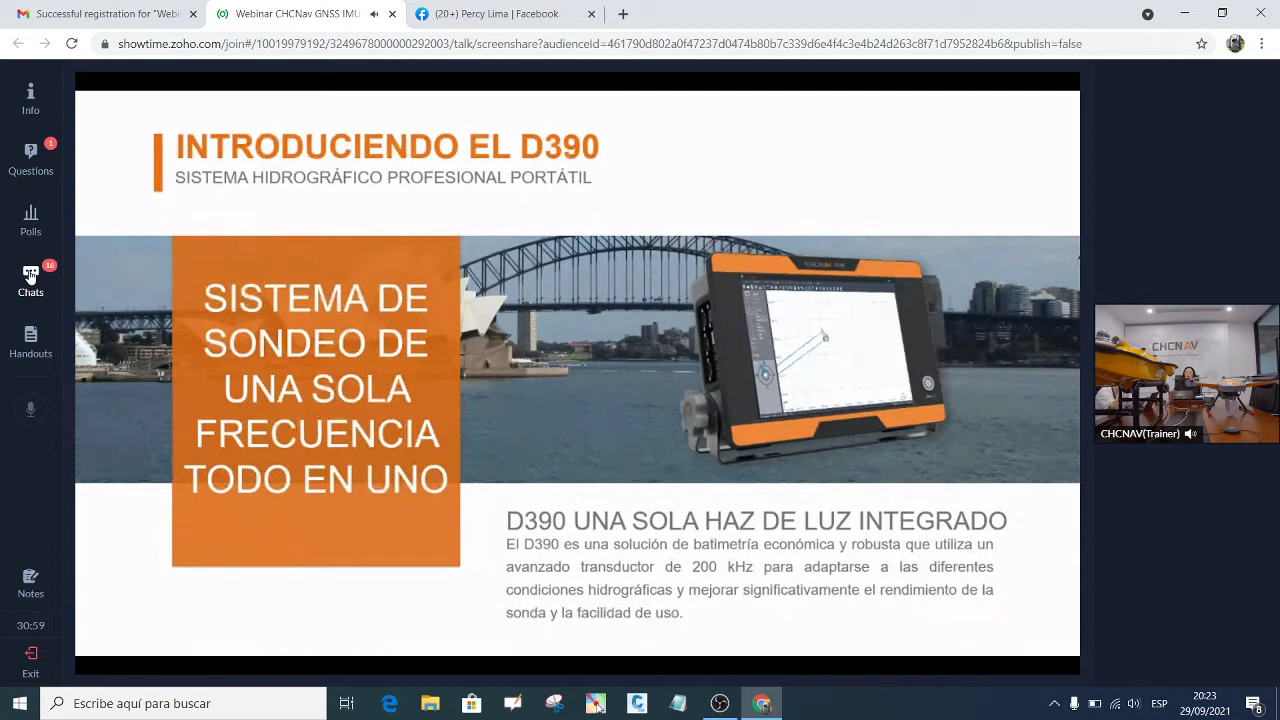 Registration successful for "Web
Webinar CHCNAV GNSS IMU
(20+) Percy Lima | Facebook
showtime.zoho.com/join#/10019979192/3249678000000292003/talk/screenshare
Info
1
Questions
Polls
16
Chats
Handouts
Notes
30:59
Exit
INTRODUCIENDO EL D390
SISTEMA HIDROGRÁFICO PROFESIONAL PORTÁTIL
SISTEMA DE
SONDEO DE
UNA SOLA
FRECUENCIA
TODO EN UNO
CHCNAV
D390 UNA SOLA HAZ DE LUZ INTEGRADO
El D390 es una solución de batimetría económica y robusta que utiliza un
avanzado transductor de 200 kHz para adaptarse a las diferentes
condiciones hidrográficas y mejorar significativamente el rendimiento de la
sonda y la facilidad de uso.
CHCNAV
CHCNAV(Trainer)
Escribe aquí para buscar
ESP
20:23
29/09/2021
8